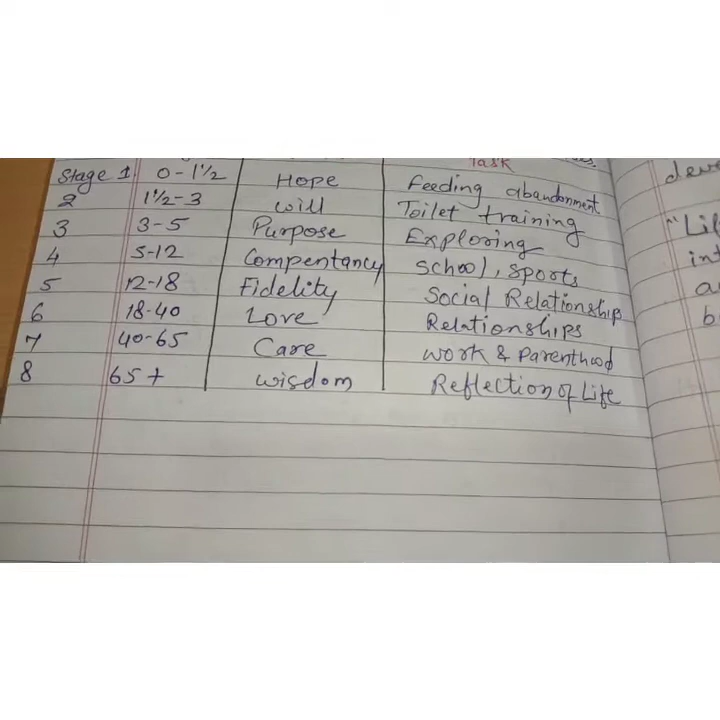 Task
Stage 1 0-1½ Hope Feeding abandonment
2 1½-3 Will Toilet training
3 3-5 Purpose Exploring
4 5-12 Compentancy School, Sports
5 12-18 Fidelity Social Relationship
6 18-40 Love Relationships
7 40-65 Care Work & Parenthood
8 65+ Wisdom Reflection of Life